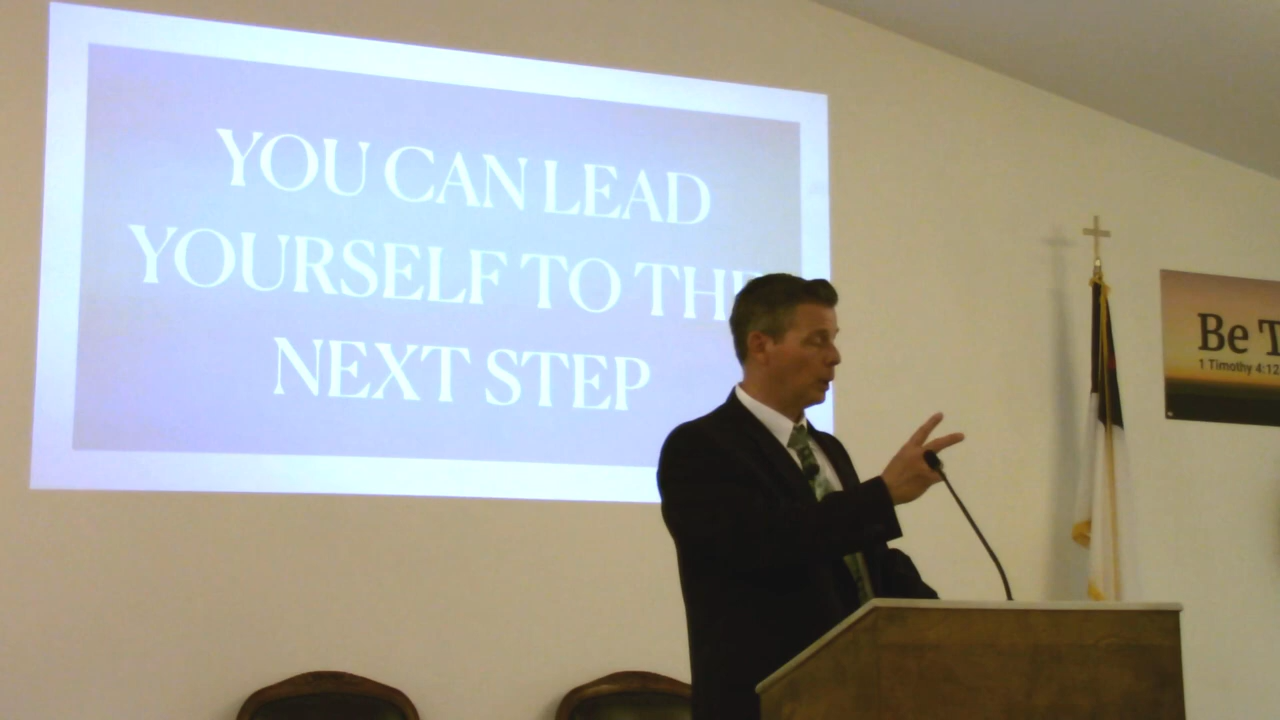 YOU CAN LEAD
YOURSELF TO THE
NEXT STEP
Be
1 Timothy 4:12